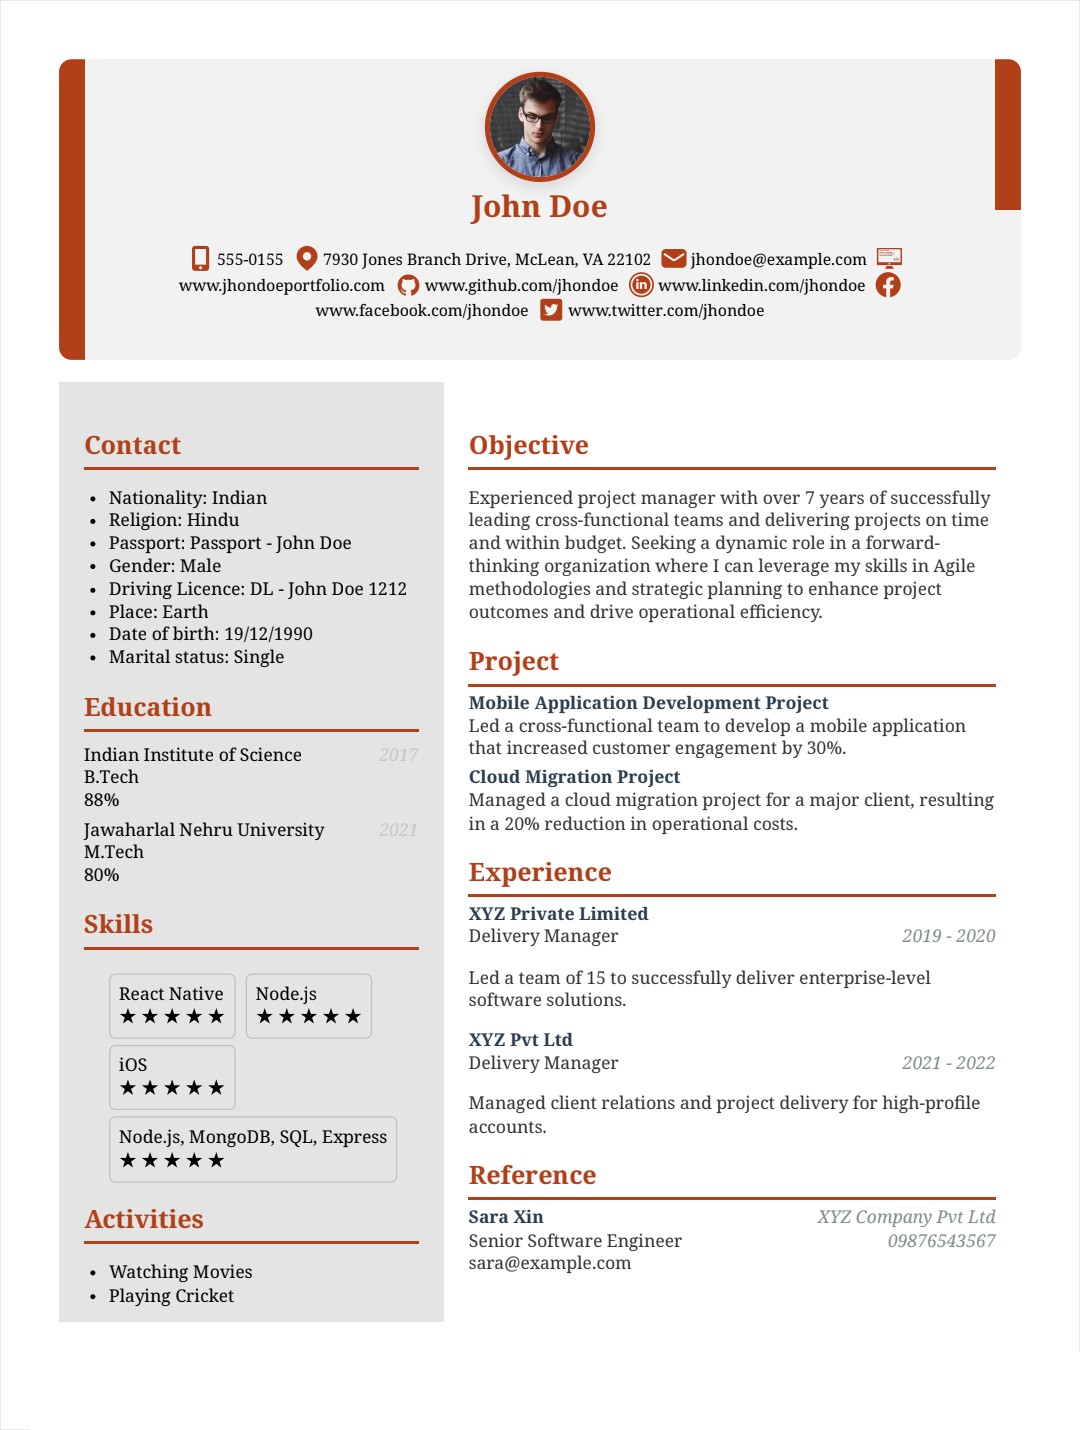 John Doe
555-0155 7930 Jones Branch Drive, McLean, VA 22102 jhondoe@example.com
www.jhondoeportfolio.com www.github.com/jhondoe www.linkedin.com/jhondoe
www.facebook.com/jhondoe www.twitter.com/jhondoe
Contact
• Nationality: Indian
• Religion: Hindu
• Passport: Passport - John Doe
• Gender: Male
• Driving Licence: DL - John Doe 1212
• Place: Earth
• Date of birth: 19/12/1990
• Marital status: Single
Education
Indian Institute of Science 2017
B.Tech
88%
Jawaharlal Nehru University 2021
M.Tech
80%
Skills
React Native Node.js
★ ★ ★ ★ ★ ★ ★ ★ ★ ★
iOS
★ ★ ★ ★ ★
Node.js, MongoDB, SQL, Express
★ ★ ★ ★ ★
Activities
• Watching Movies
• Playing Cricket
Objective
Experienced project manager with over 7 years of successfully
leading cross-functional teams and delivering projects on time
and within budget. Seeking a dynamic role in a forward-
thinking organization where I can leverage my skills in Agile
methodologies and strategic planning to enhance project
outcomes and drive operational efficiency.
Project
Mobile Application Development Project
Led a cross-functional team to develop a mobile application
that increased customer engagement by 30%.
Cloud Migration Project
Managed a cloud migration project for a major client, resulting
in a 20% reduction in operational costs.
Experience
XYZ Private Limited
Delivery Manager 2019 - 2020
Led a team of 15 to successfully deliver enterprise-level
software solutions.
XYZ Pvt Ltd
Delivery Manager 2021 - 2022
Managed client relations and project delivery for high-profile
accounts.
Reference
Sara Xin XYZ Company Pvt Ltd
Senior Software Engineer 09876543567
sara@example.com